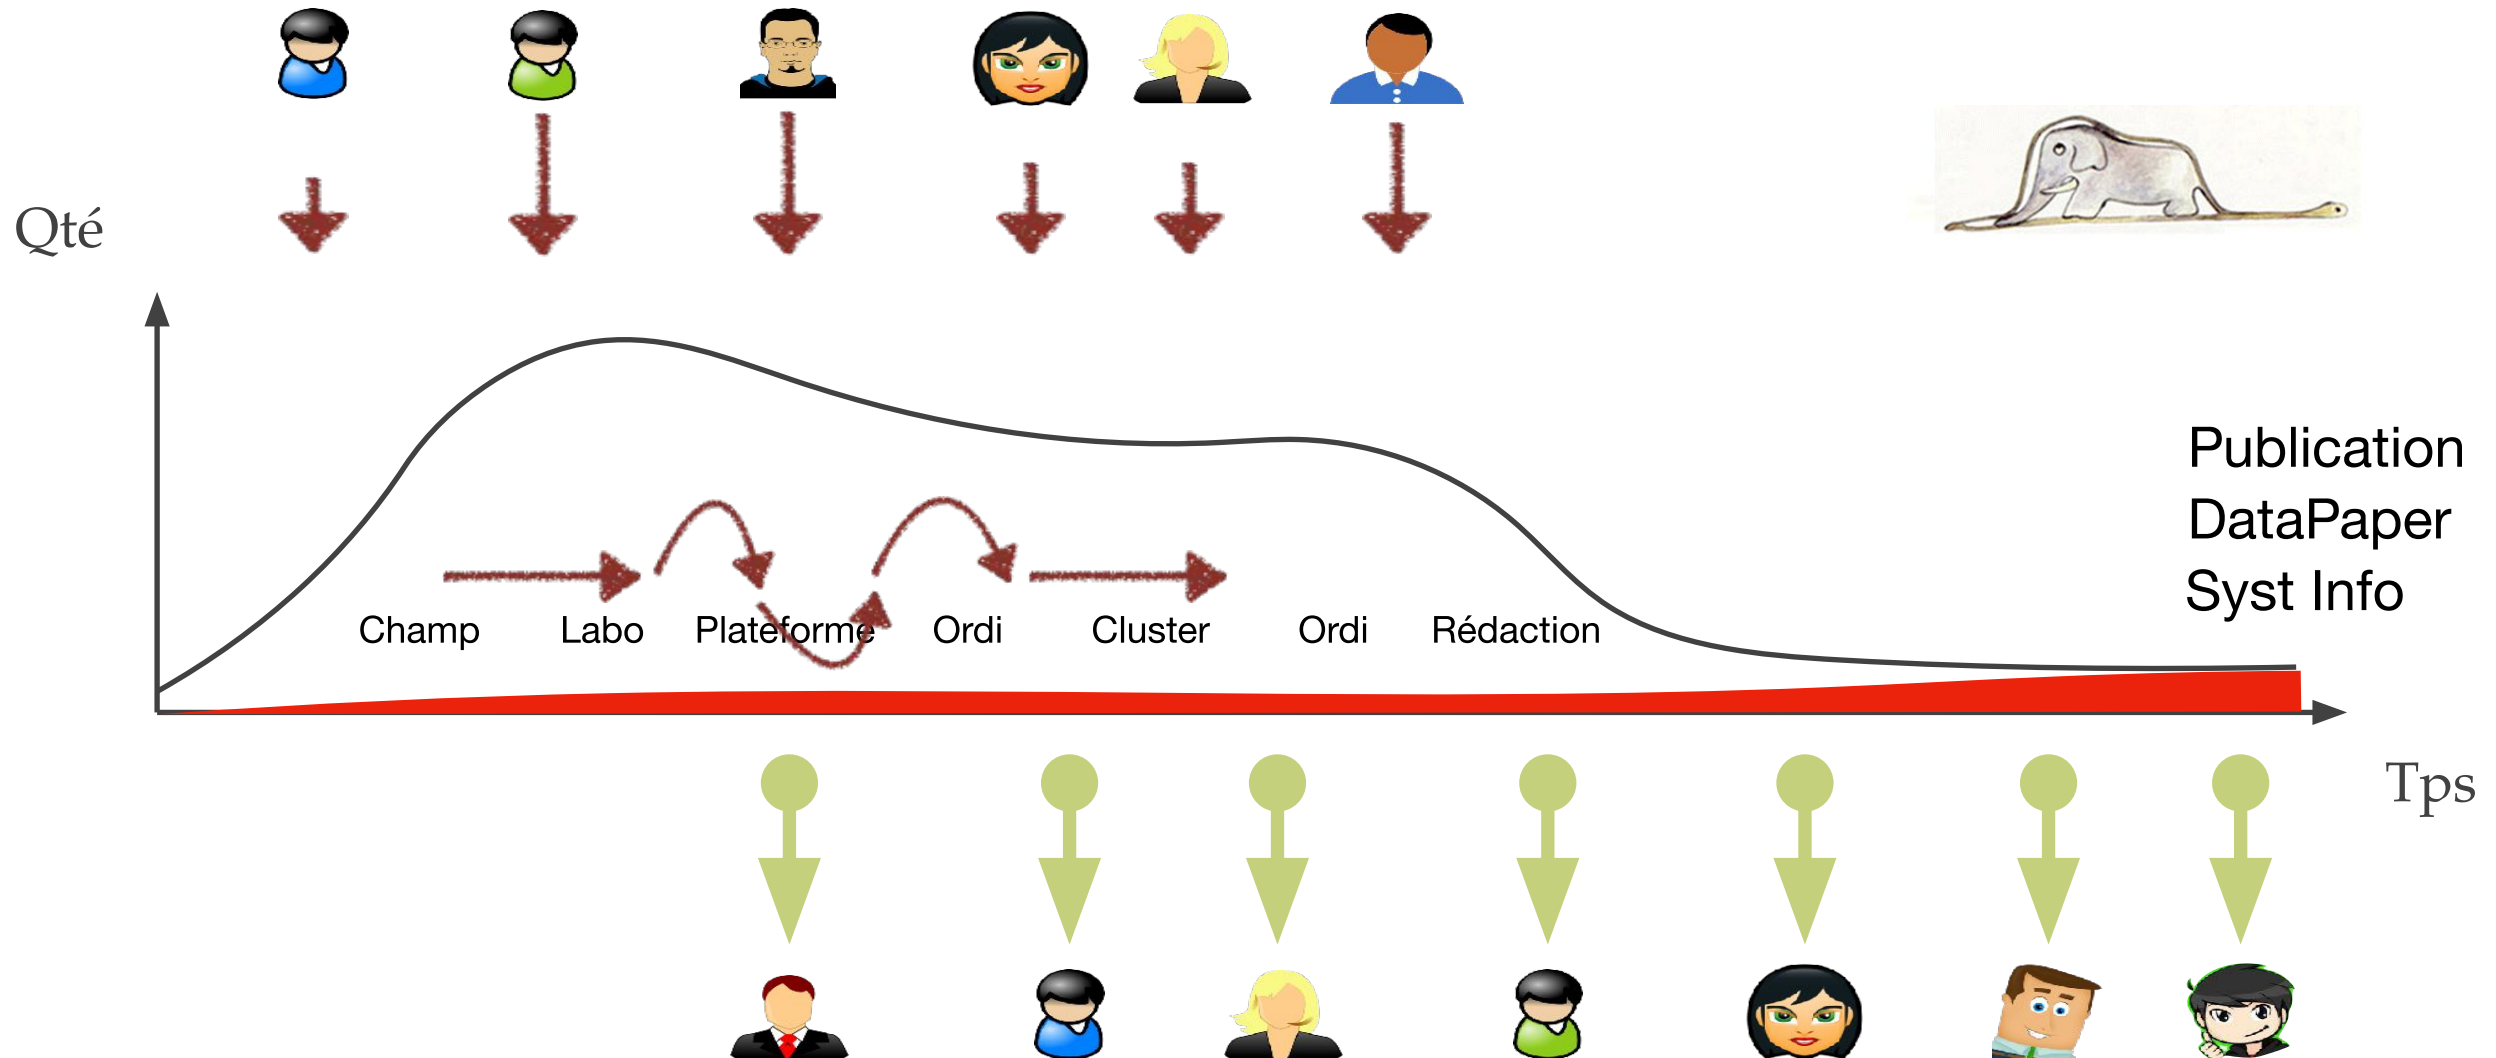 Qté
Publication
DataPaper
Syst Info
Champ Labo Plateforme Ordi Cluster Ordi Rédaction
Tps